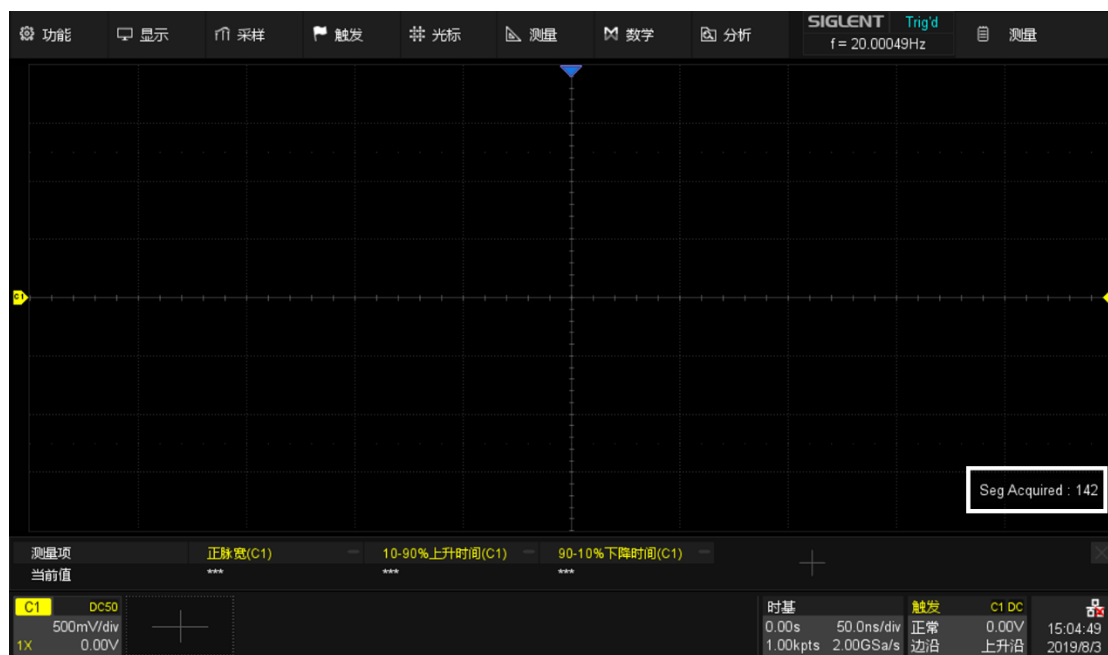 功能 显示 采样 触发 光标 测量 数学 分析 SIGLENT Trig'd 测量
f = 20.00049Hz
C1
Seg Acquired : 142
测量项 正脉宽(C1) 10-90%上升时间(C1) 90-10%下降时间(C1)
当前值 *** *** ***
C1 DC50 时基 触发 C1 DC
500mV/div 0.00s 50.0ns/div 正常 0.00V 15:04:49
1X 0.00V 1.00kpts 2.00GSa/s 边沿 上升沿 2019/8/3